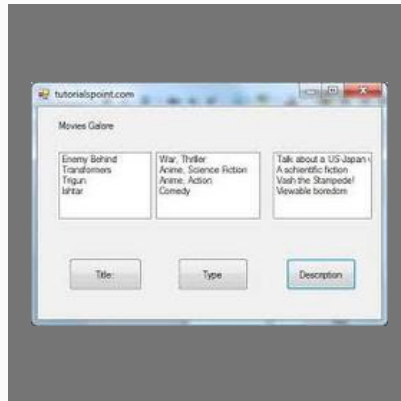 tutorialspoint.com
Movies Galore
Enemy Behind
Transformers
Trigun
Ishtar
War, Thriller
Anime, Science Fiction
Anime, Action
Comedy
Talk about a US-Japan
A schientific fiction
Vash the Stampede!
Viewable boredom
Title:
Type
Description